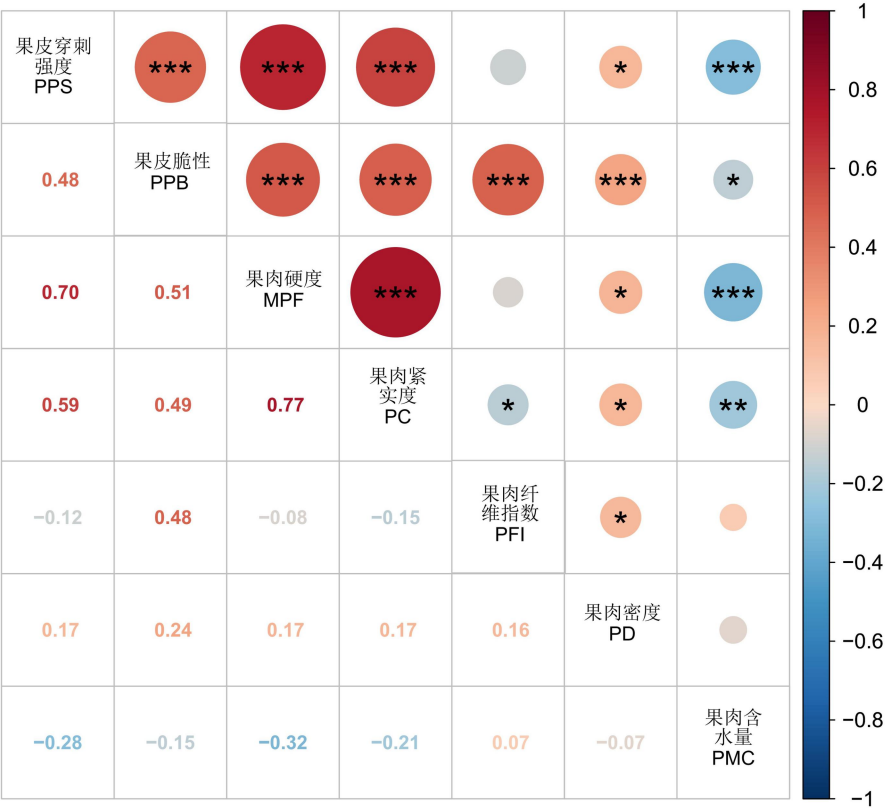 果皮穿刺
强度
PPS
***
***
***
*
***
0.48
果皮脆性
PPB
***
***
***
***
*
0.70
0.51
果肉硬度
MPF
***
*
***
0.59
0.49
0.77
果肉紧
实度
PC
*
*
**
−0.12
0.48
−0.08
−0.15
果肉纤
维指数
PFI
*
0.17
0.24
0.17
0.17
0.16
果肉密度
PD
−0.28
−0.15
−0.32
−0.21
0.07
−0.07
果肉含
水量
PMC
1
0.8
0.6
0.4
0.2
0
−0.2
−0.4
−0.6
−0.8
−1